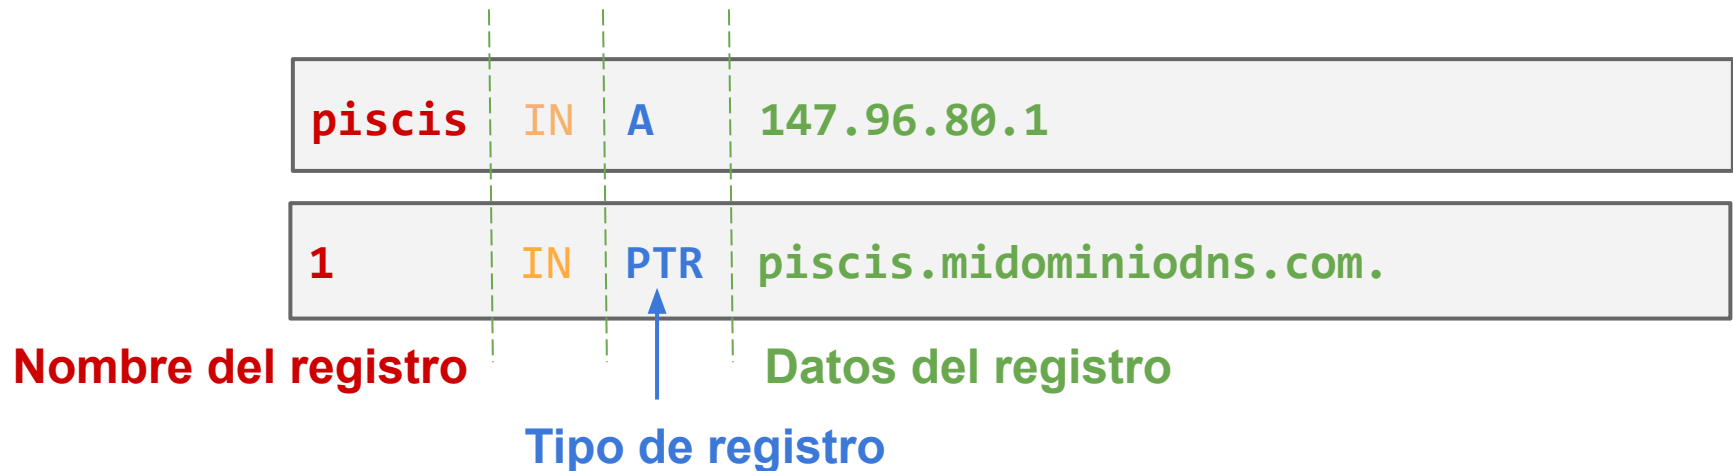 piscis IN A 147.96.80.1
1 IN PTR piscis.midominiodns.com.
Nombre del registro Datos del registro
Tipo de registro